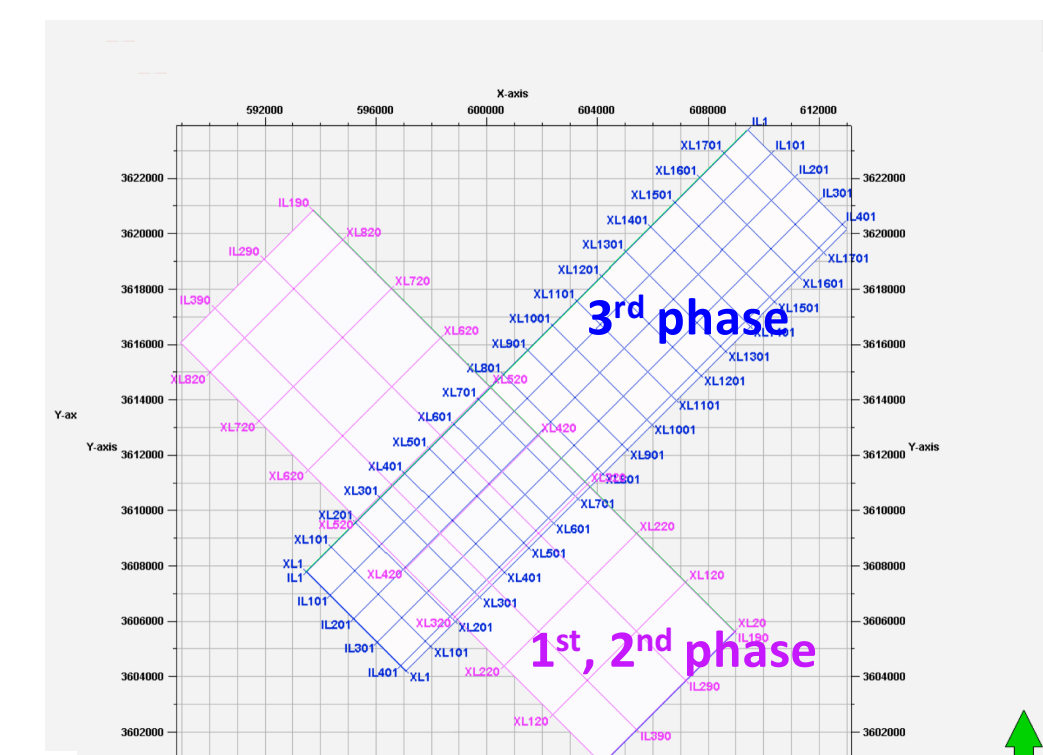 X-axis
592000 596000 600000 604000 608000 612000
IL1
XL1701 IL101
XL1601 IL201
3622000 3622000
XL1501 IL301
IL190 XL1401 IL401
XL820 3620000 3620000
IL290 XL1301 XL1701
XL1201 XL1601
XL720
3618000 3618000
IL390 XL1101 XL1501
3rd phase
XL1001
XL620
3616000 XL901 XL1301 3616000
XL801
XL820 XL520 XL1201
XL701
3614000 XL1101 3614000
Y-ax
XL601
XL720 XL420 XL1001
XL501
Y-axis 3612000 XL901 3612000 Y-axis
XL401
XL620 XL801
XL301 XL701
3610000 3610000
XL201
XL520 XL601 XL220
XL101 XL501
3608000 3608000
XL1
IL1 XL420 XL401 XL120
IL101 XL301
3606000 3606000
IL201 XL320 XL201 XL20
IL190
IL301 XL101
1st, 2nd phase
3604000 IL401 XL1 XL220 3604000
IL290
XL120
3602000 IL390 3602000